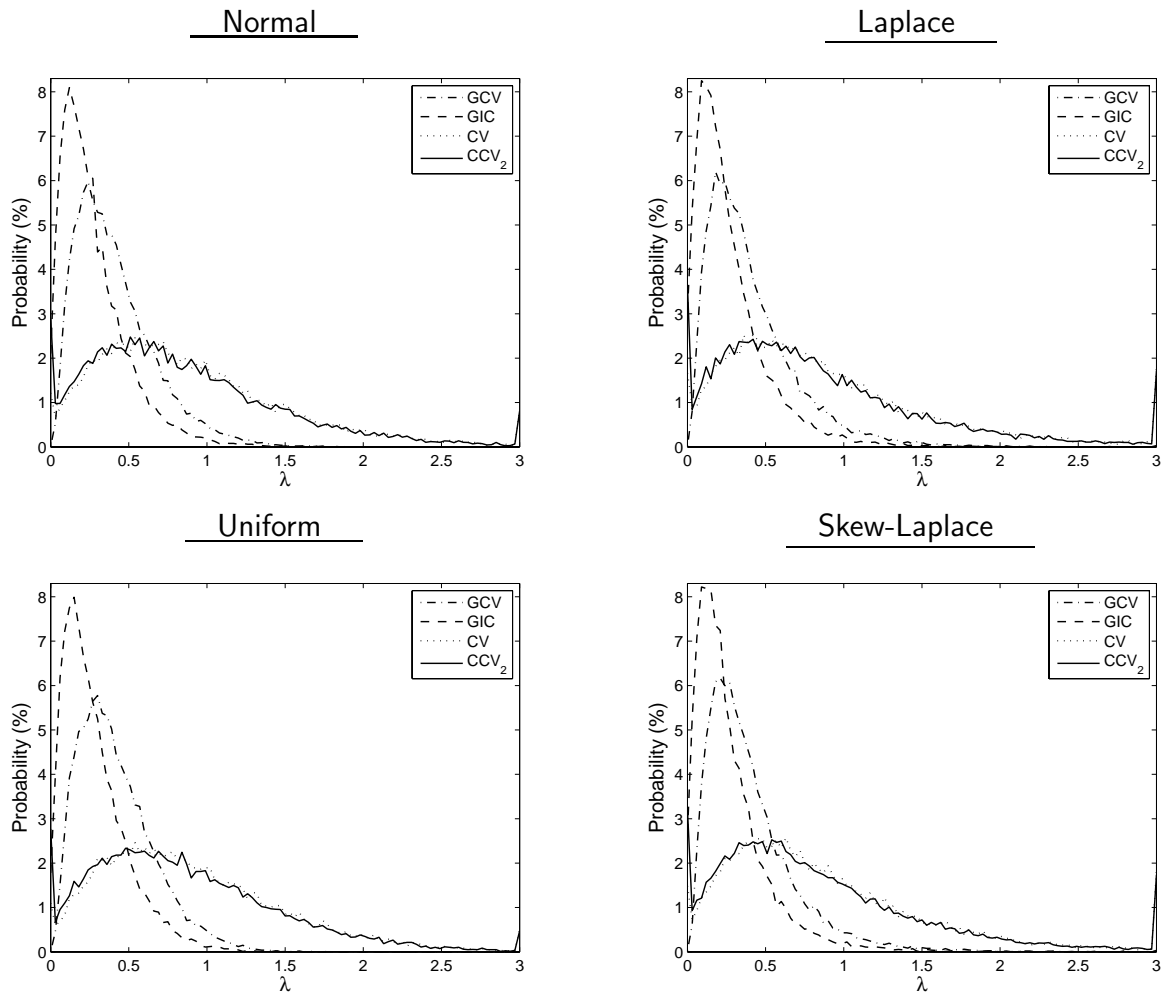 Normal
8
7
6
5
4
3
2
1
0
Probability (%)
GCV
GIC
CV
CCV2
0 0.5 1 1.5 2 2.5 3
λ
Laplace
8
7
6
5
4
3
2
1
0
Probability (%)
GCV
GIC
CV
CCV2
0 0.5 1 1.5 2 2.5 3
λ
Uniform
8
7
6
5
4
3
2
1
0
Probability (%)
GCV
GIC
CV
CCV2
0 0.5 1 1.5 2 2.5 3
λ
Skew-Laplace
8
7
6
5
4
3
2
1
0
Probability (%)
GCV
GIC
CV
CCV2
0 0.5 1 1.5 2 2.5 3
λ